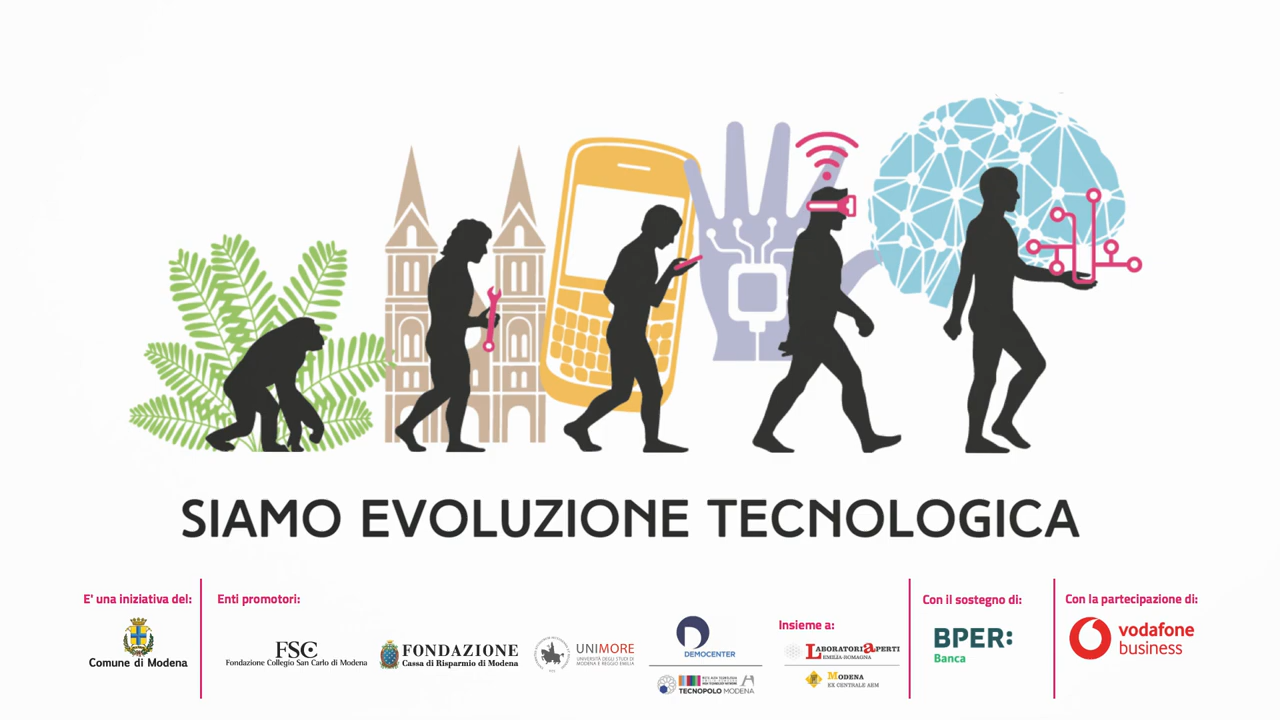 SIAMO EVOLUZIONE TECNOLOGICA
E' una iniziativa del:
Comune di Modena
Enti promotori:
FSC
Fondazione Collegio San Carlo di Modena
FONDAZIONE
Cassa di Risparmio di Modena
UNIMORE
UNIVERSITÀ DEGLI STUDI DI
MODENA E REGGIO EMILIA
DEMOCENTER
TECNOPOLO MODENA
Insieme a:
LABORATORI APERTI
EMILIA-ROMAGNA
MODENA
EX CENTRALE AEM
Con il sostegno di:
BPER:
Banca
Con la partecipazione di:
vodafone
business